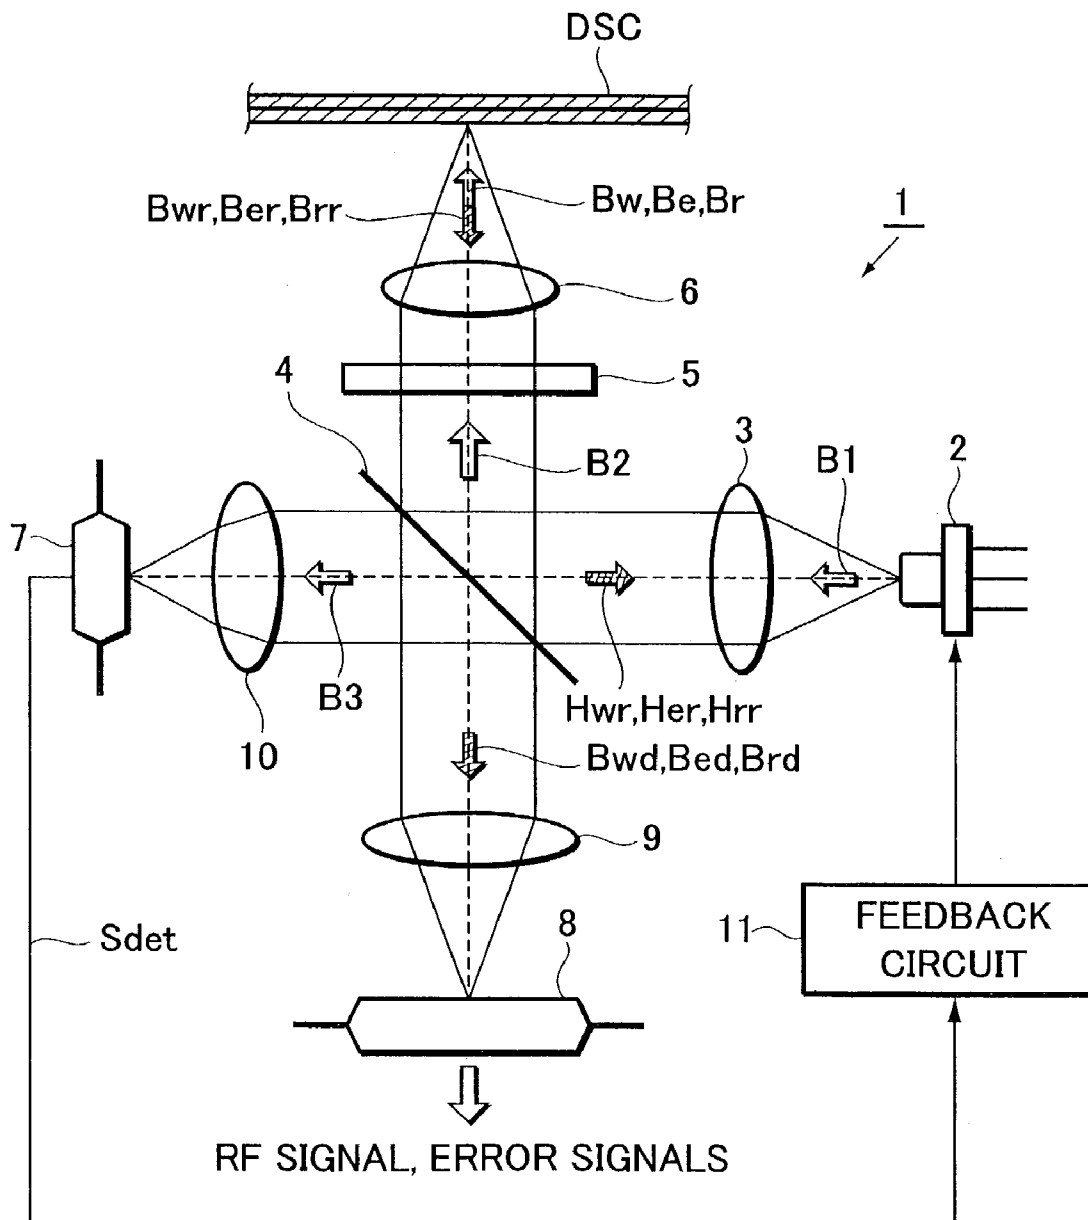 DSC
Bwr,Ber,Brr
Bw,Be,Br
1
6
5
4
B2
3
B1
2
7
B3
10
Hwr,Her,Hrr
Bwd,Bed,Brd
9
Sdet
8
11
FEEDBACK
CIRCUIT
RF SIGNAL, ERROR SIGNALS